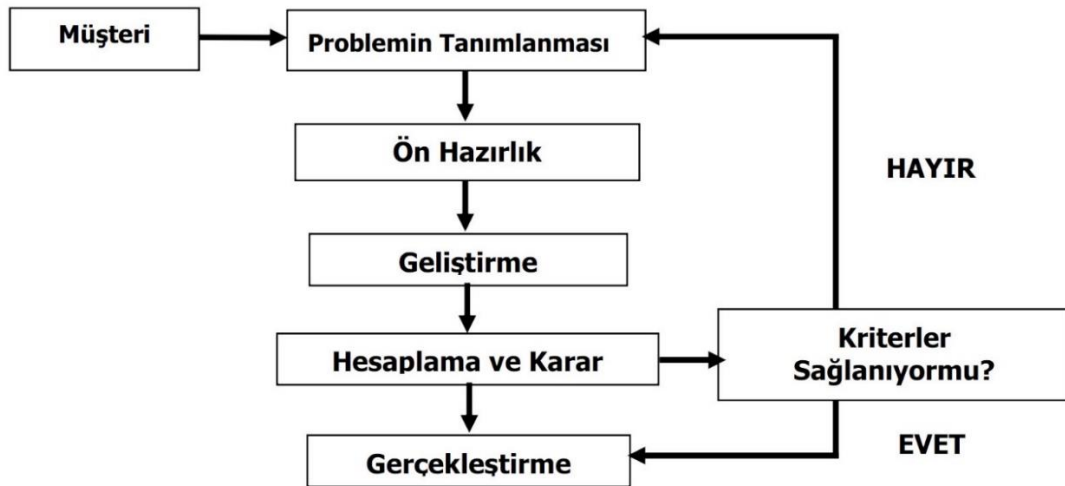 Müşteri
Problemin Tanımlanması
Ön Hazırlık
HAYIR
Geliştirme
Hesaplama ve Karar
Kriterler
Sağlanıyormu?
Gerçekleştirme
EVET